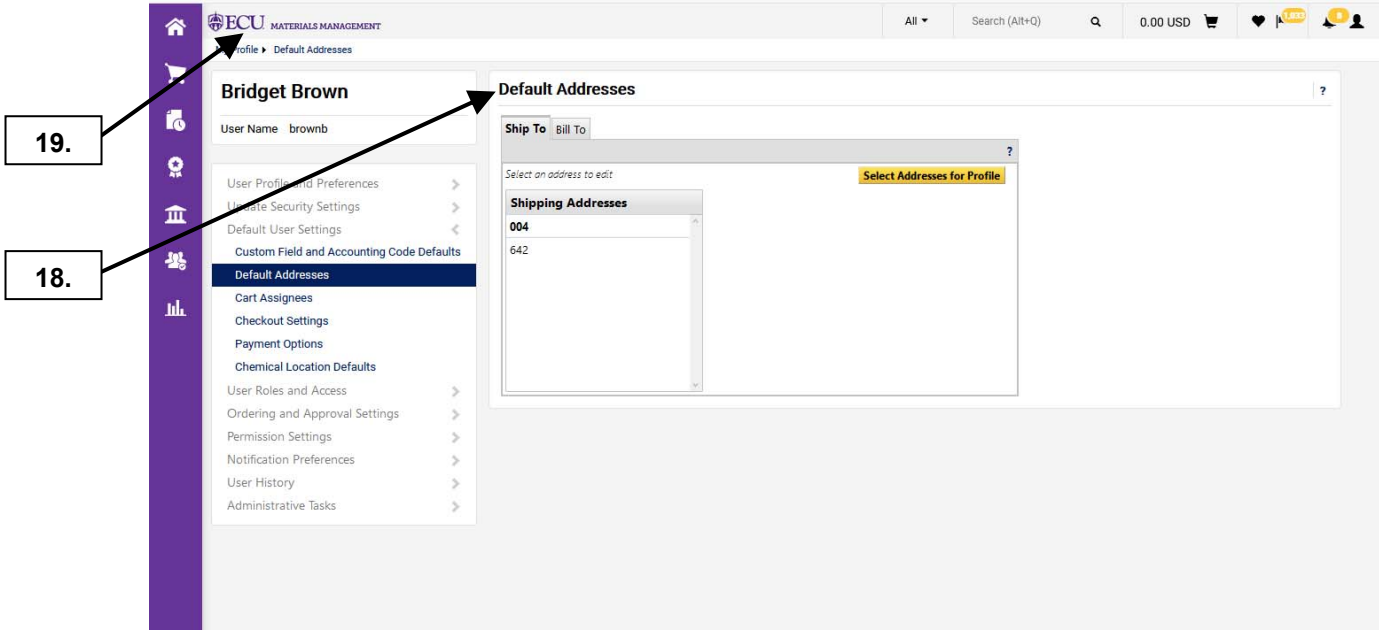 ECU MATERIALS MANAGEMENT
All
Search (Alt+Q)
0.00 USD
Profile
Default Addresses
19.
18.
Bridget Brown
User Name brownb
User Profile and Preferences
Update Security Settings
Default User Settings
Custom Field and Accounting Code Defaults
Default Addresses
Cart Assignees
Checkout Settings
Payment Options
Chemical Location Defaults
User Roles and Access
Ordering and Approval Settings
Permission Settings
Notification Preferences
User History
Administrative Tasks
Default Addresses
?
Ship To
Bill To
?
Select an address to edit
Select Addresses for Profile
Shipping Addresses
004
642